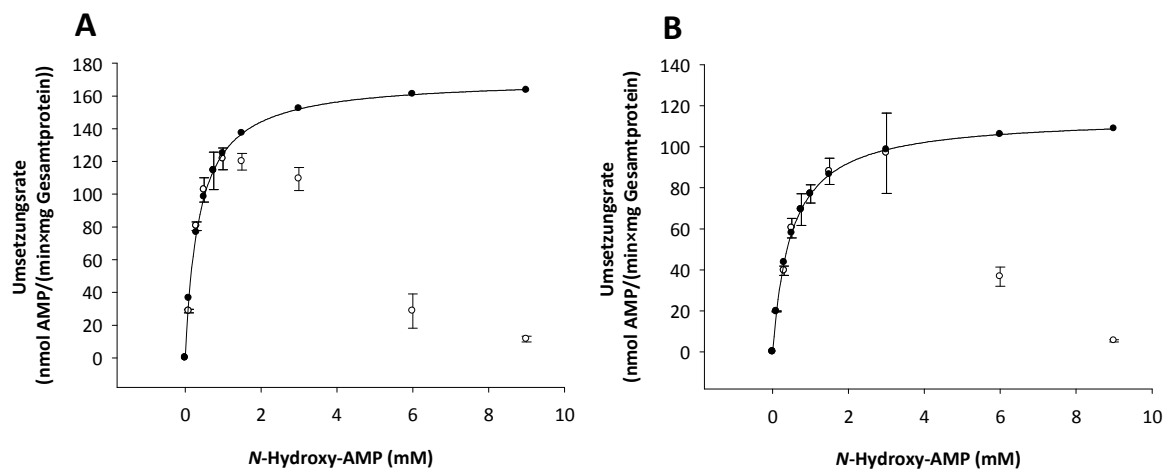 A
180
160
140
120
100
80
60
40
20
0
Umsetzungsrate
(nmol AMP/(min×mg Gesamtprotein))
0 2 4 6 8 10
N-Hydroxy-AMP (mM)
B
140
120
100
80
60
40
20
0
Umsetzungsrate
(nmol AMP/(min×mg Gesamtprotein)
0 2 4 6 8 10
N-Hydroxy-AMP (mM)